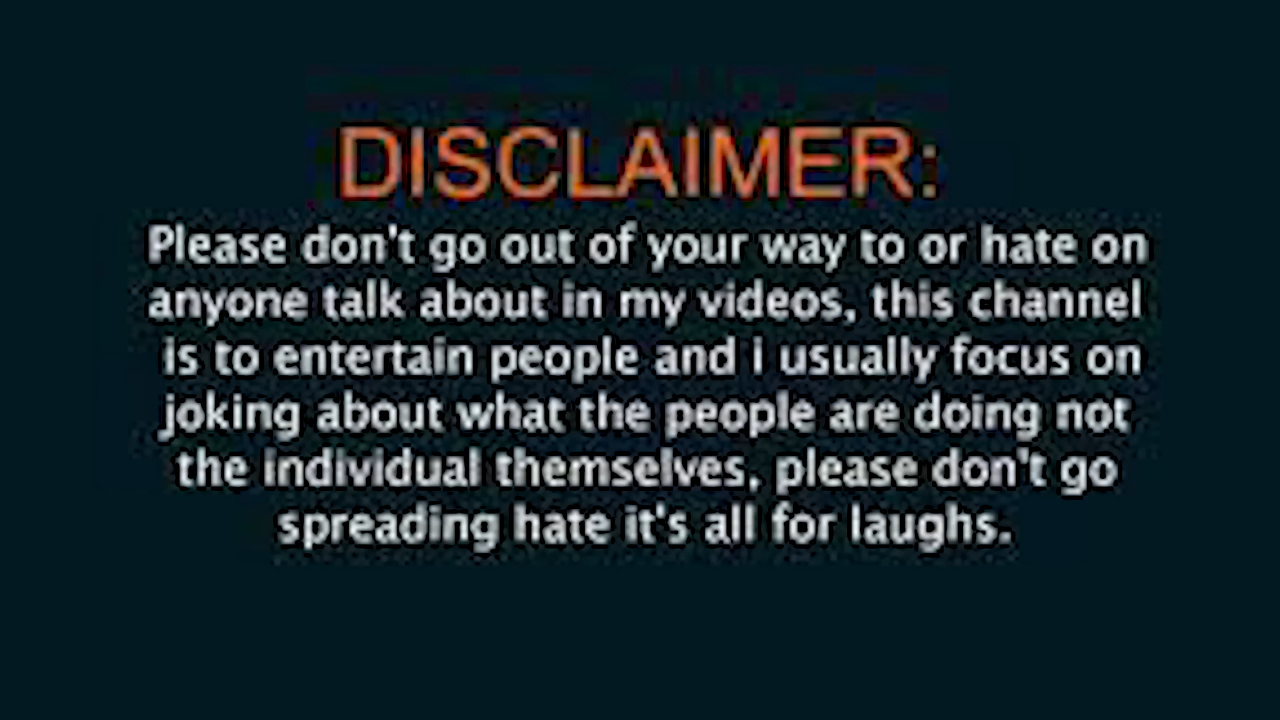 DISCLAIMER:
Please don't go out of your way to or hate on
anyone talk about in my videos, this channel
is to entertain people and i usually focus on
joking about what the people are doing not
the individual themselves, please don't go
spreading hate it's all for laughs.